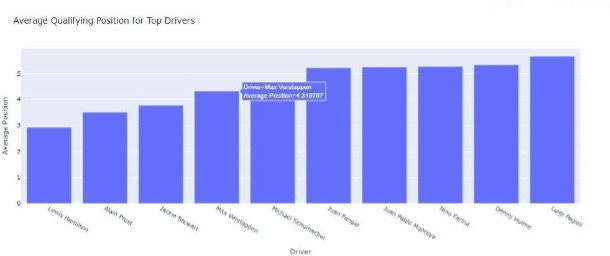 Average Qualifying Position for Top Drivers
Average Position
5
4
3
2
1
0
Driver=Max Verstappen
Average Position=4.318787
Lewis Hamilton
Alain Prost
Jackie Stewart
Max Verstappen
Michael Schumacher
Juan Fangio
Juan Pablo Montoya
Nino Farina
Denny Hulme
Luigi
Driver